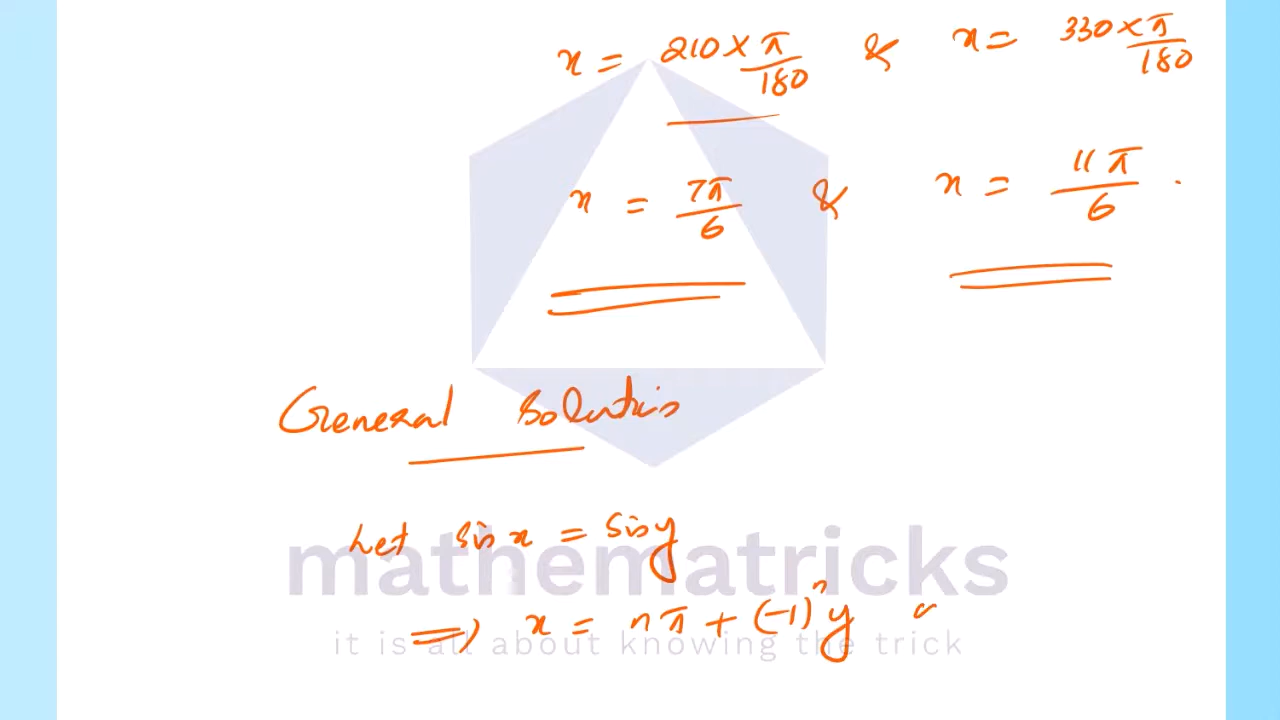 x = 210 × π/180 & x = 330 × π/180
x = 7π/6 & x = 11π/6 .
General solution
Let sin x = sin y
mathematricks
⟹ x = nπ + (-1)ⁿ y
it is all about knowing the trick